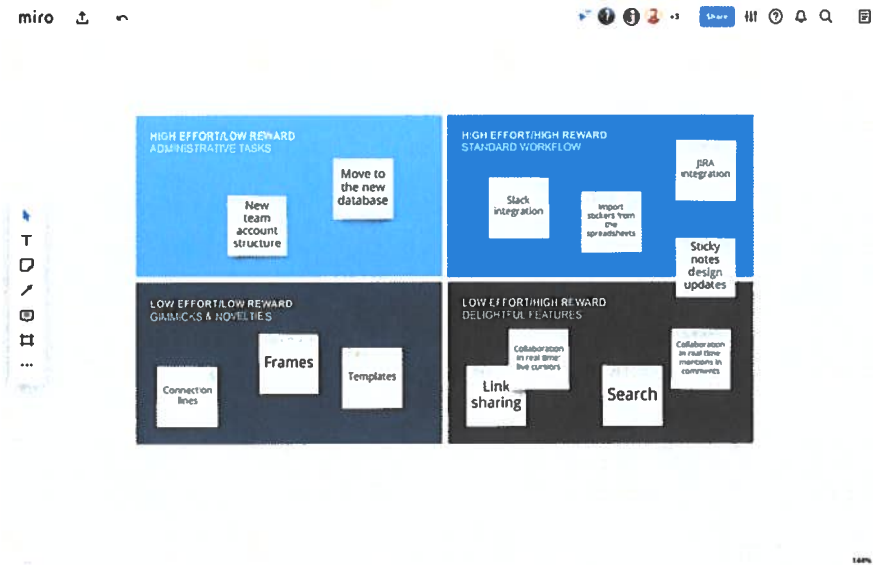 miro
+3
Share
HIGH EFFORT/LOW REWARD
ADMINISTRATIVE TASKS
Move to
the new
database
New
team
account
structure
HIGH EFFORT/HIGH REWARD
STANDARD WORKFLOW
JIRA
integration
Slack
integration
Import
stickers from
the
spreadsheets
Sticky
notes
design
updates
LOW EFFORT/LOW REWARD
GIMMICKS & NOVELTIES
Frames
Templates
Connection
lines
LOW EFFORT/HIGH REWARD
DELIGHTFUL FEATURES
Collaboration
in real time:
live cursors
Collaboration
in real time
mentions in
comments
Link
sharing
Search